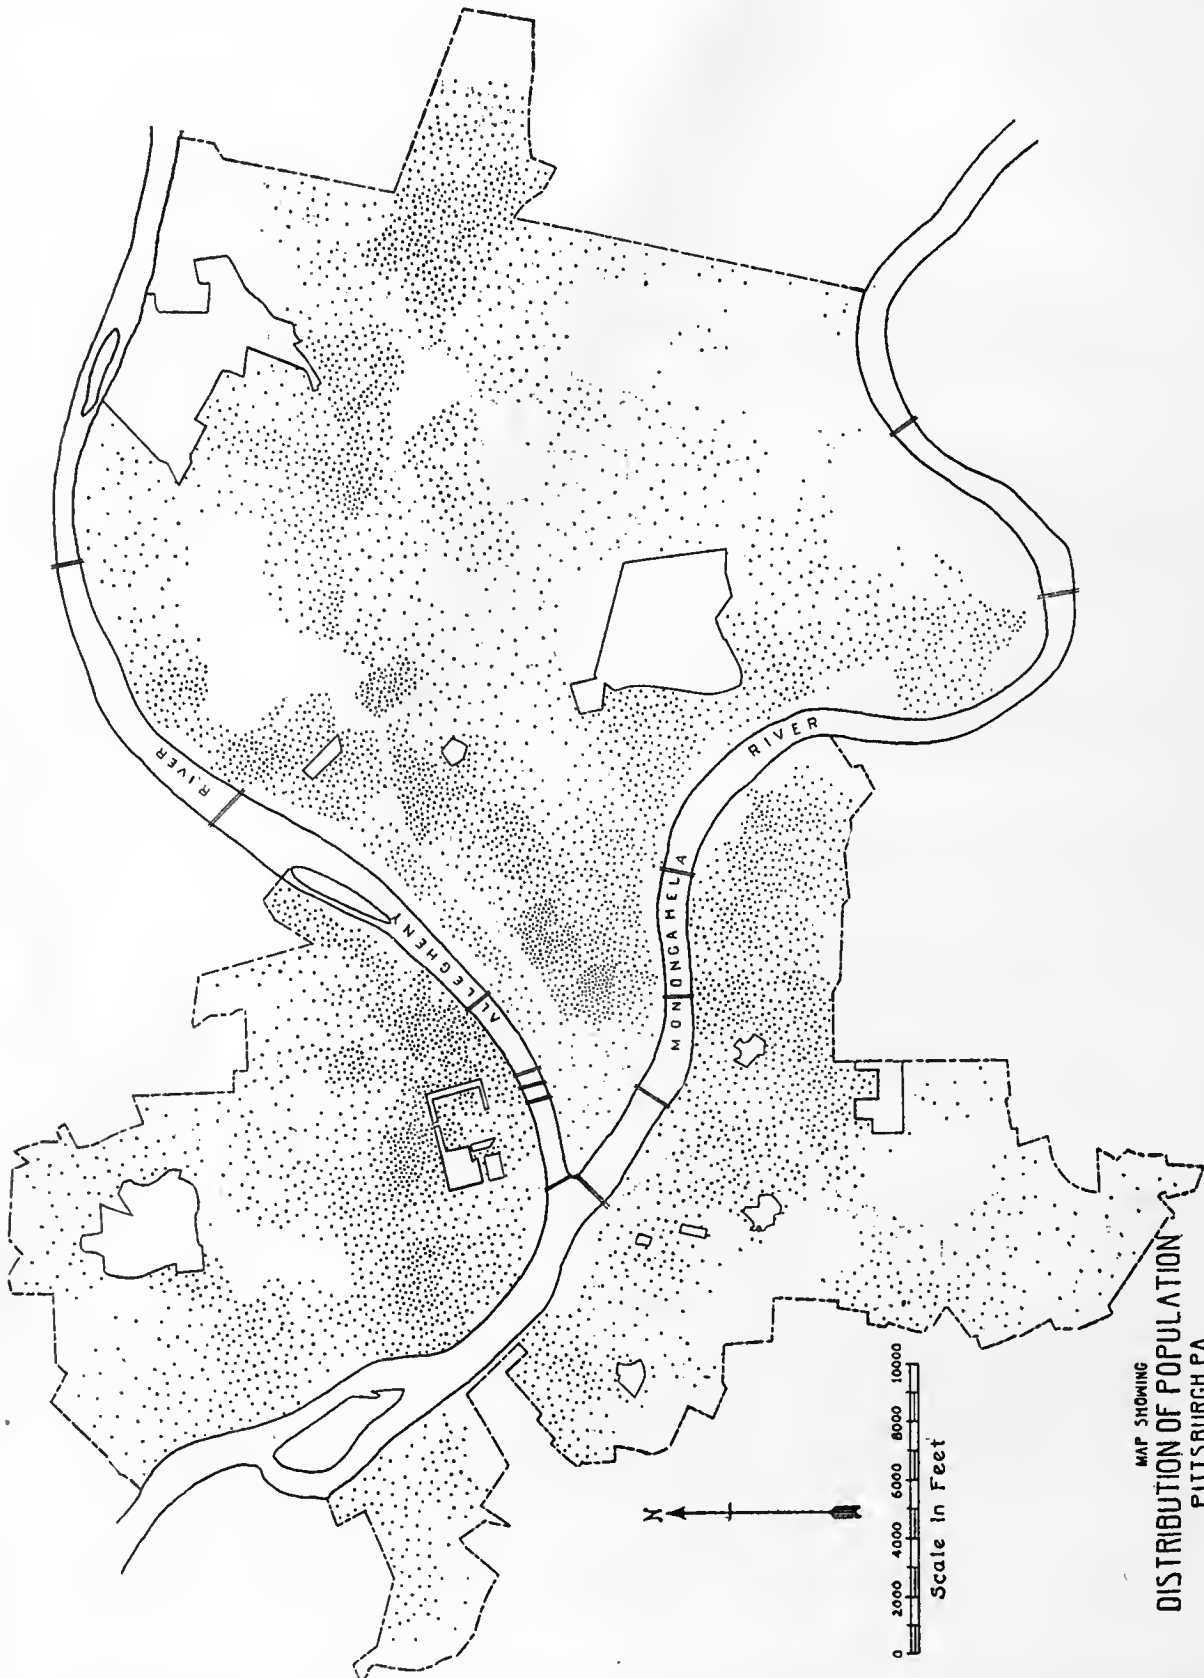 RIVER
ALLEGHENY
MONONGAHELA
RIVER
N
0 2000 4000 6000 8000 10000
Scale In Feet
MAP SHOWING
DISTRIBUTION OF POPULATION
PITTSBURGH PA